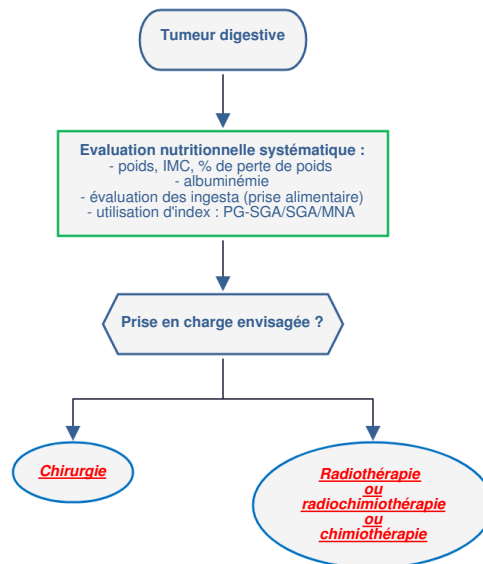 Tumeur digestive
Evaluation nutritionnelle systématique :
- poids, IMC, % de perte de poids
- albuminémie
- évaluation des ingesta (prise alimentaire)
- utilisation d'index : PG-SGA/SGA/MNA
Prise en charge envisagée ?
Chirurgie
Radiothérapie
ou
radiochimiothérapie
ou
chimiothérapie